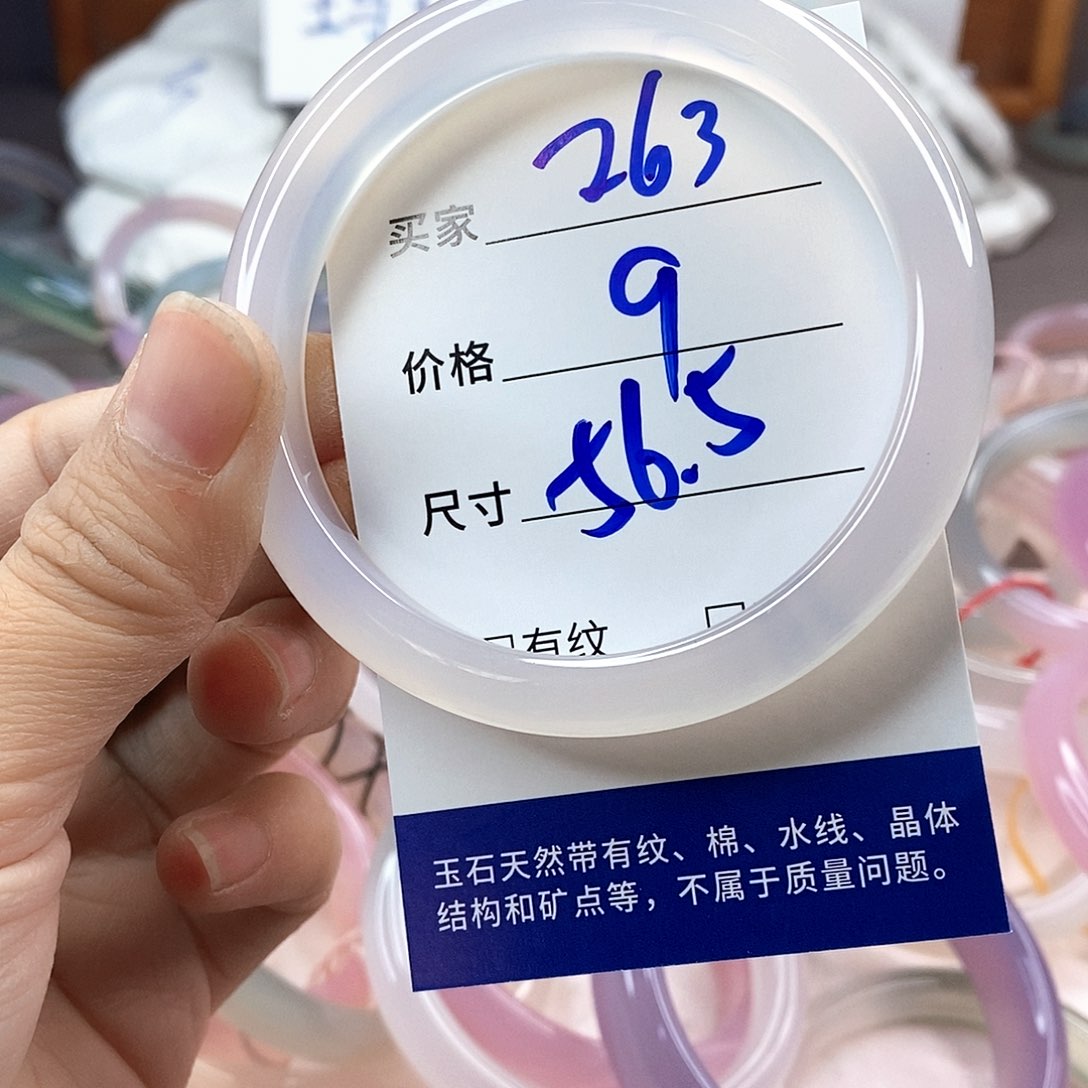 买家 263
价格 9
尺寸 56.5
有纹
玉石天然带有纹、棉、水线、晶体
结构和矿点等，不属于质量问题。